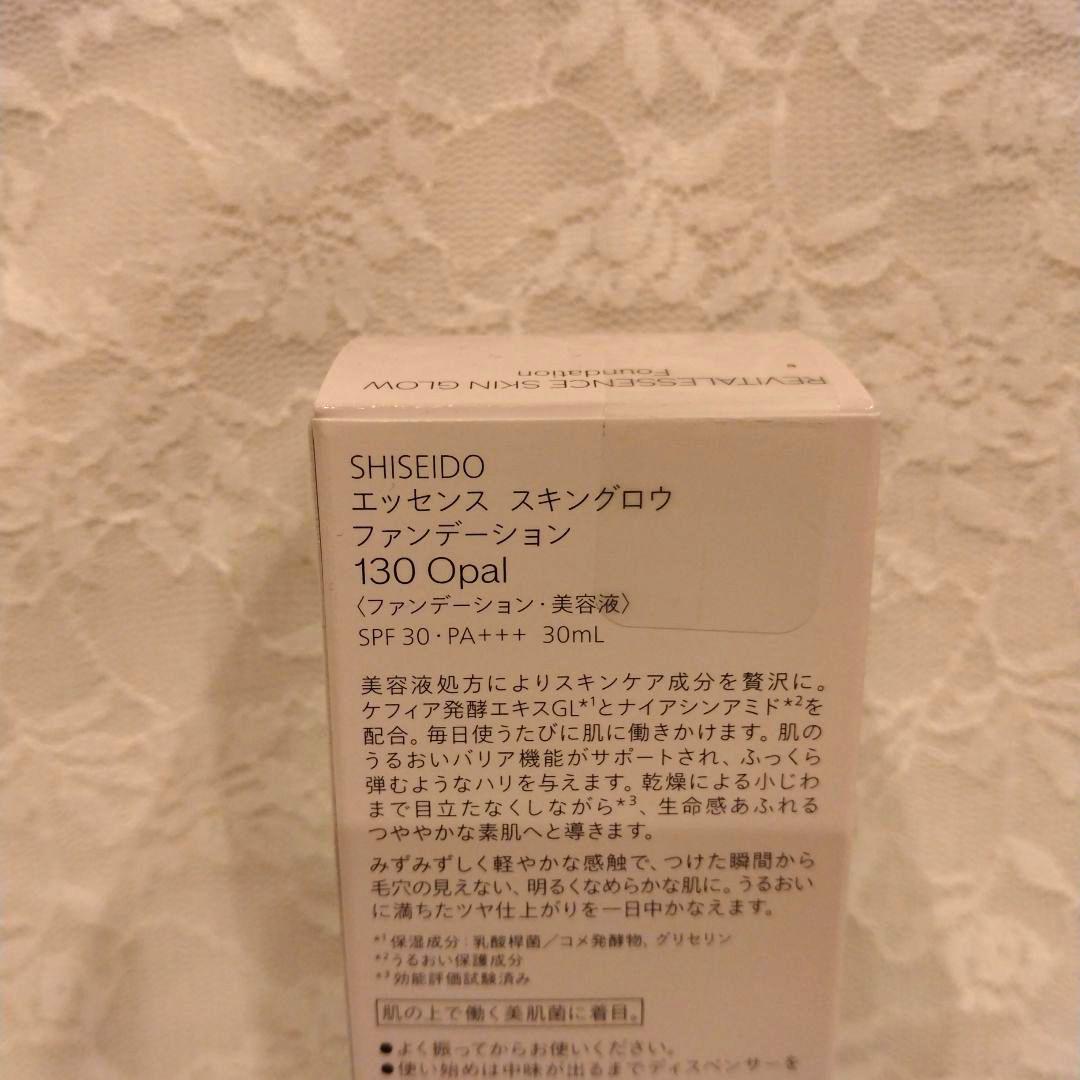 REVITALESSENCE SKIN GLOW
Foundation
SHISEIDO
エッセンス スキングロウ
ファンデーション
130 Opal
〈ファンデーション・美容液〉
SPF 30・PA+++ 30mL
美容液処方によりスキンケア成分を贅沢に。
ケフィア発酵エキスGL*1とナイアシンアミド*2を
配合。毎日使うたびに肌に働きかけます。肌の
うるおいバリア機能がサポートされ、ふっくら
弾むようなハリを与えます。乾燥による小じわ
まで目立たなくしながら*3、生命感あふれる
つややかな素肌へと導きます。
みずみずしく軽やかな感触で、つけた瞬間から
毛穴の見えない、明るくなめらかな肌に。うるおい
に満ちたツヤ仕上がりを一日中かなえます。
*1 保湿成分:乳酸桿菌/コメ発酵物、グリセリン
*2 うるおい保護成分
*3 効能評価試験済み
肌の上で働く美肌菌に着目。
●よく振ってからお使いください。
●使い始めは中味が出るまでディスペンサーを